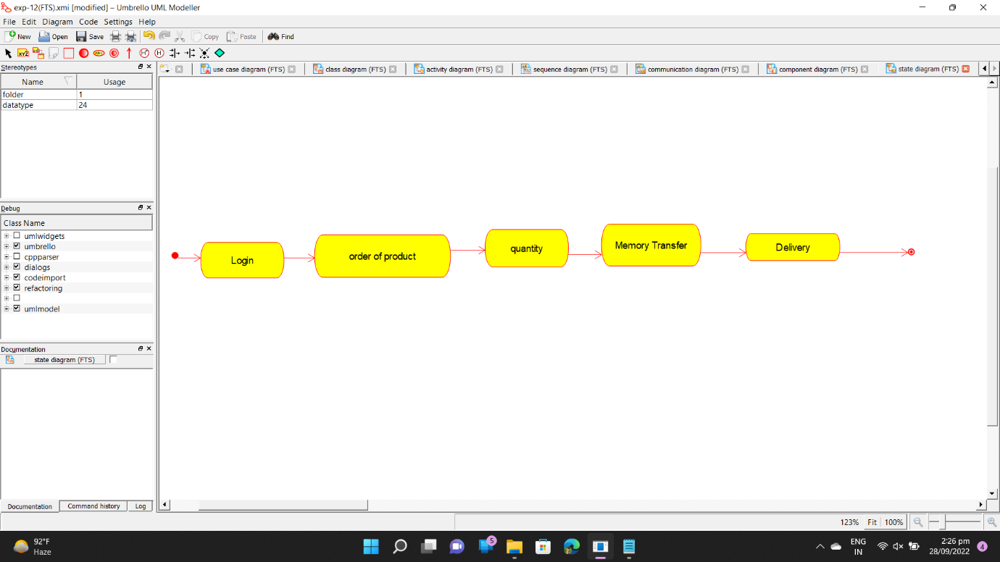 exp-12(FTS).xmi [modified] – Umbrello UML Modeller
File Edit Diagram Code Settings Help
New Open Save Copy Paste Find
XYZ ABC H* H
Stereotypes
use case diagram (FTS) class diagram (FTS) activity diagram (FTS) sequence diagram (FTS) communication diagram (FTS) component diagram (FTS) state diagram (FTS)
Name Usage
folder 1
datatype 24
Debug
Class Name
umlwidgets
umbrello
cppparser
dialogs
codeimport
refactoring
umlmodel
Login order of product quantity Memory Transfer Delivery
Documentation
state diagram (FTS)
Documentation Command history Log
123% Fit 100%
92°F
Haze
5
ENG
IN
2:26 pm
28/09/2022
4